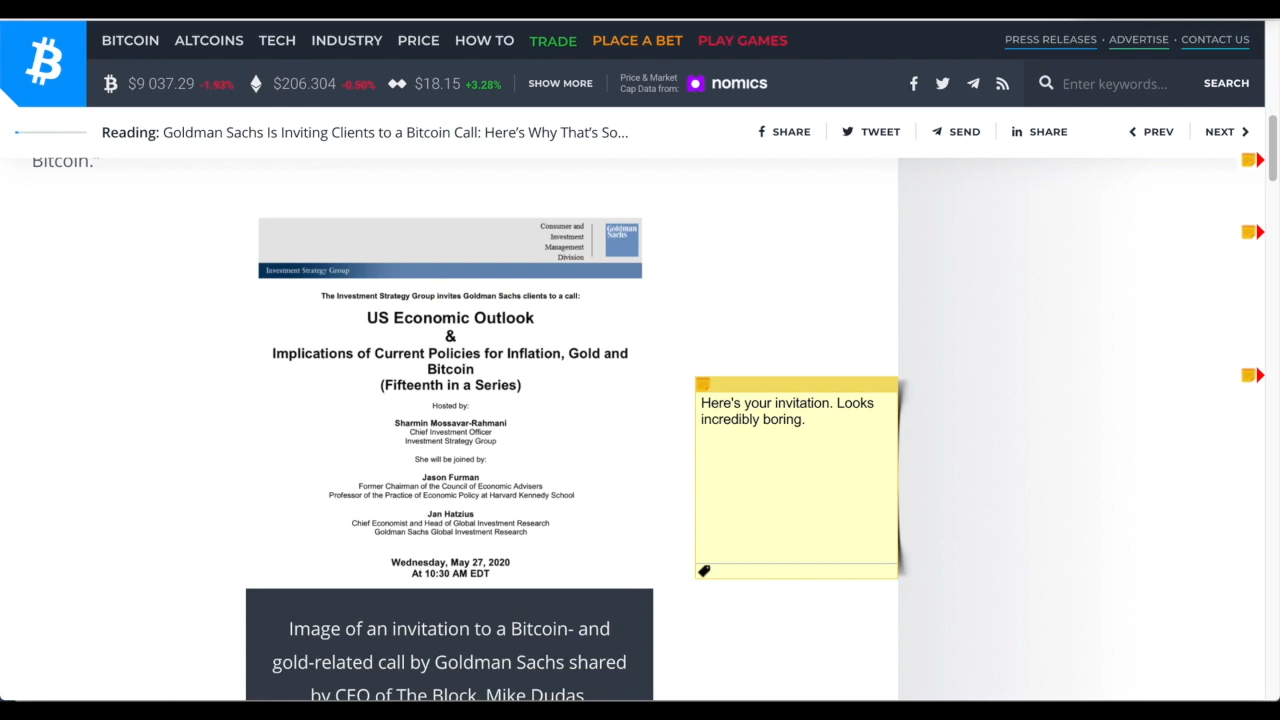 BITCOIN ALTCOINS TECH INDUSTRY PRICE HOW TO TRADE PLACE A BET PLAY GAMES PRESS RELEASES · ADVERTISE · CONTACT US
$9 037.29 -1.93% $206.304 -0.50% $18.15 +3.28% SHOW MORE Price & Market Cap Data from: nomics Enter keywords... SEARCH
Reading: Goldman Sachs Is Inviting Clients to a Bitcoin Call: Here's Why That's So... SHARE TWEET SEND SHARE PREV NEXT
Bitcoin."
Consumer and
Investment
Management
Division
Goldman
Sachs
Investment Strategy Group
The Investment Strategy Group invites Goldman Sachs clients to a call:
US Economic Outlook
&
Implications of Current Policies for Inflation, Gold and
Bitcoin
(Fifteenth in a Series)
Hosted by:
Sharmin Mossavar-Rahmani
Chief Investment Officer
Investment Strategy Group
She will be joined by:
Jason Furman
Former Chairman of the Council of Economic Advisers
Professor of the Practice of Economic Policy at Harvard Kennedy School
Jan Hatzius
Chief Economist and Head of Global Investment Research
Goldman Sachs Global Investment Research
Wednesday, May 27, 2020
At 10:30 AM EDT
Here's your invitation. Looks
incredibly boring.
Image of an invitation to a Bitcoin- and
gold-related call by Goldman Sachs shared
by CEO of The Block, Mike Dudas